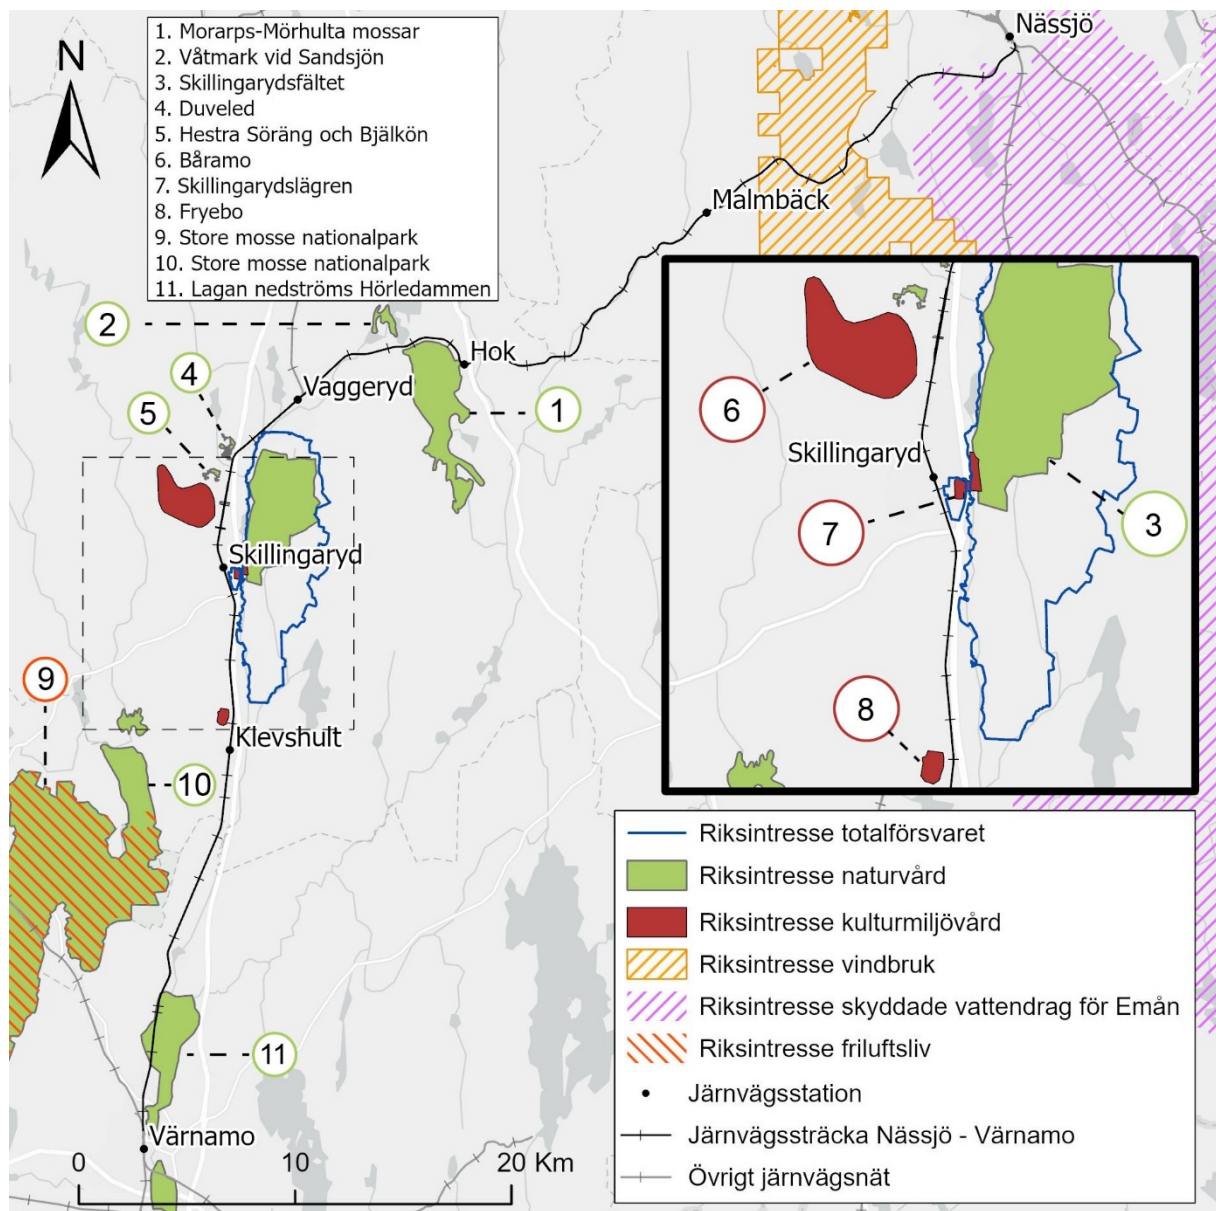 1. Morarps-Mörhulta mossar
2. Våtmark vid Sandsjön
3. Skillingarydsfältet
4. Duveled
5. Hestra Söräng och Bjälkön
6. Båramo
7. Skillingarydslägren
8. Fryebo
9. Store mosse nationalpark
10. Store mosse nationalpark
11. Lagan nedströms Hörledammen
N
Nässjö
Malmbäck
2
Hok
4
Vaggeryd
1
5
Skillingaryd
9
Klevshult
10
11
Värnamo
0 10 20 Km
6
Skillingaryd
7
3
8
Riksintresse totalförsvaret
Riksintresse naturvård
Riksintresse kulturmiljövård
Riksintresse vindbruk
Riksintresse skyddade vattendrag för Emån
Riksintresse friluftsliv
Järnvägsstation
Järnvägssträcka Nässjö - Värnamo
Övrigt järnvägsnät